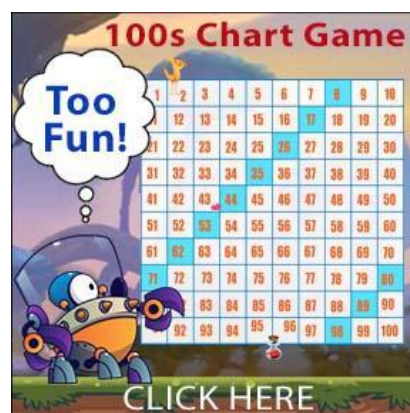 100s Chart Game
Too
Fun!
1 2 3 4 5 6 7 8 9 10
12 13 14 15 16 17 18 19 20
21 22 23 24 25 26 27 28 29 30
31 32 33 34 35 36 37 38 39 40
41 42 43 44 45 46 47 48 49 50
51 52 53 54 55 56 57 58 59 60
61 62 63 64 65 66 67 68 69 70
71 72 73 74 75 76 77 78 79 80
83 84 85 86 87 88 89 90
92 93 94 95 96 97 98 99 100
CLICK HERE